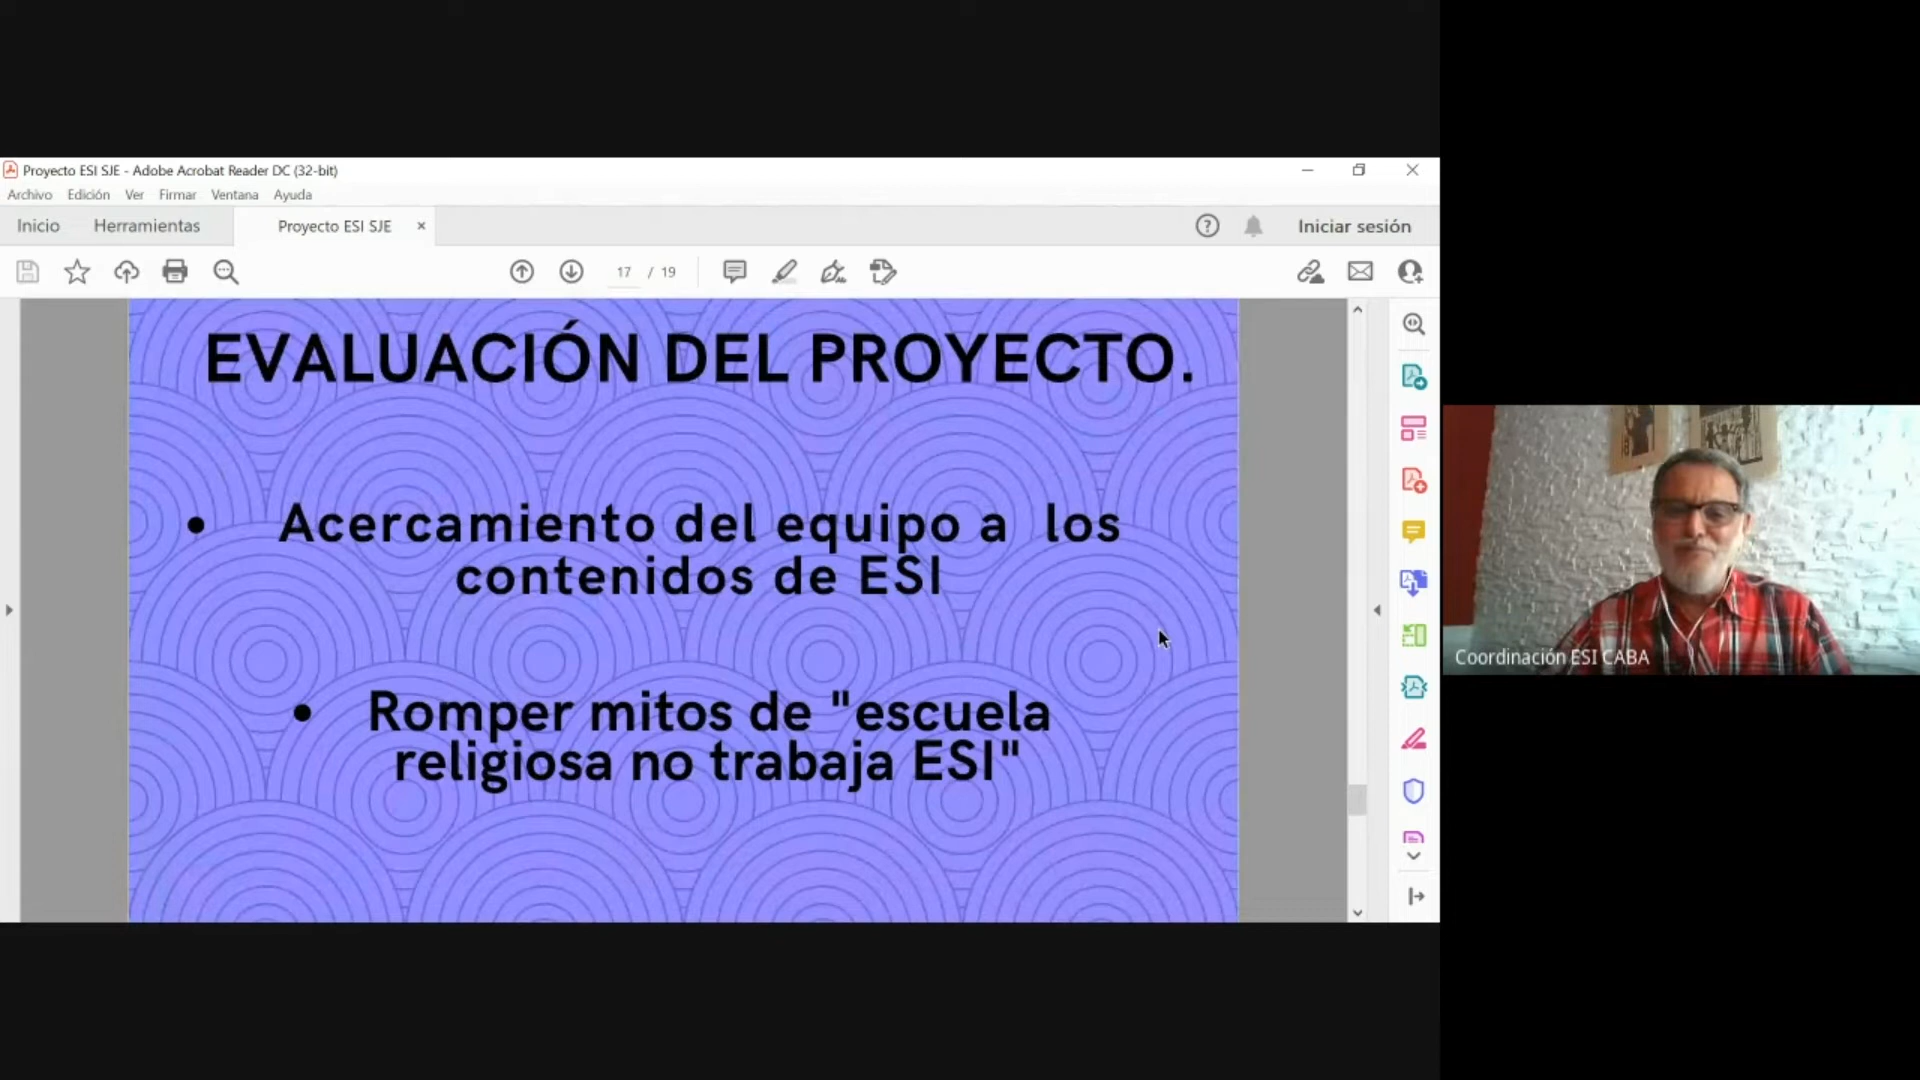 Proyecto ESI SJE - Adobe Acrobat Reader DC (32-bit)
Archivo Edición Ver Firmar Ventana Ayuda
Inicio Herramientas Proyecto ESI SJE Iniciar sesión
17 / 19
EVALUACIÓN DEL PROYECTO.
• Acercamiento del equipo a los
contenidos de ESI
• Romper mitos de "escuela
religiosa no trabaja ESI"
Coordinación ESI CABA